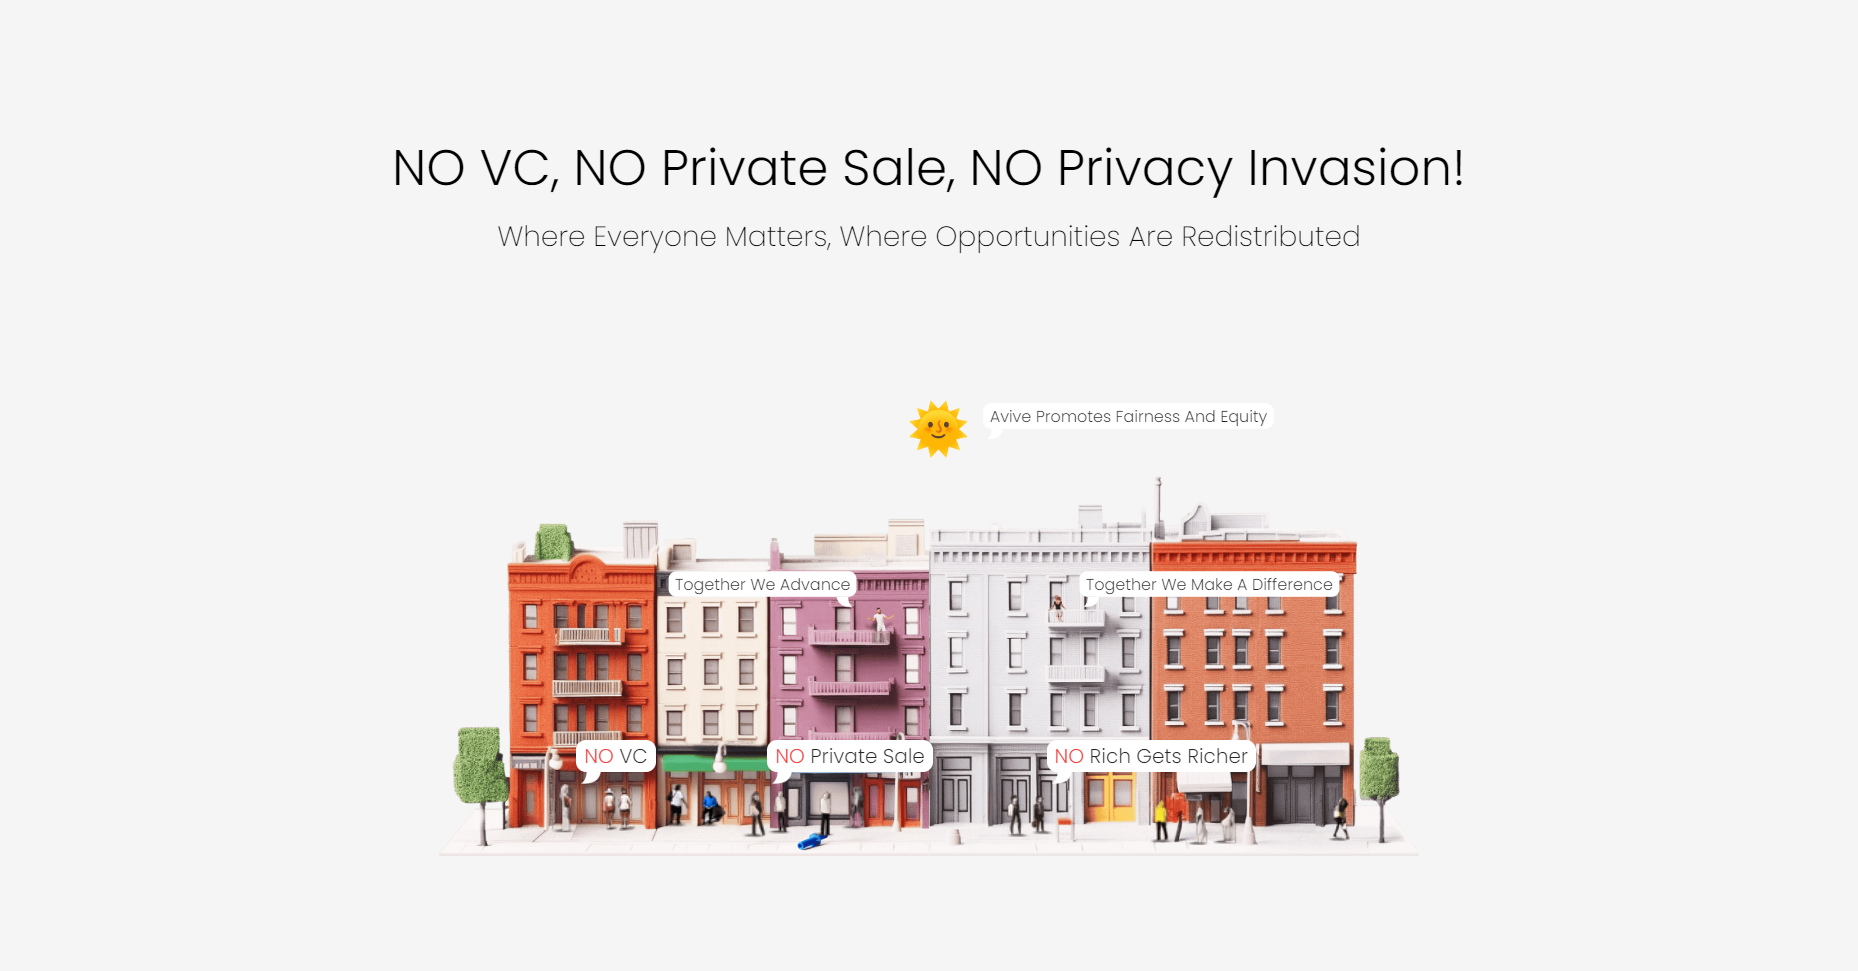 NO VC, NO Private Sale, NO Privacy Invasion!
Where Everyone Matters, Where Opportunities Are Redistributed
Avive Promotes Fairness And Equity
Together We Advance
Together We Make A Difference
NO VC
NO Private Sale
NO Rich Gets Richer